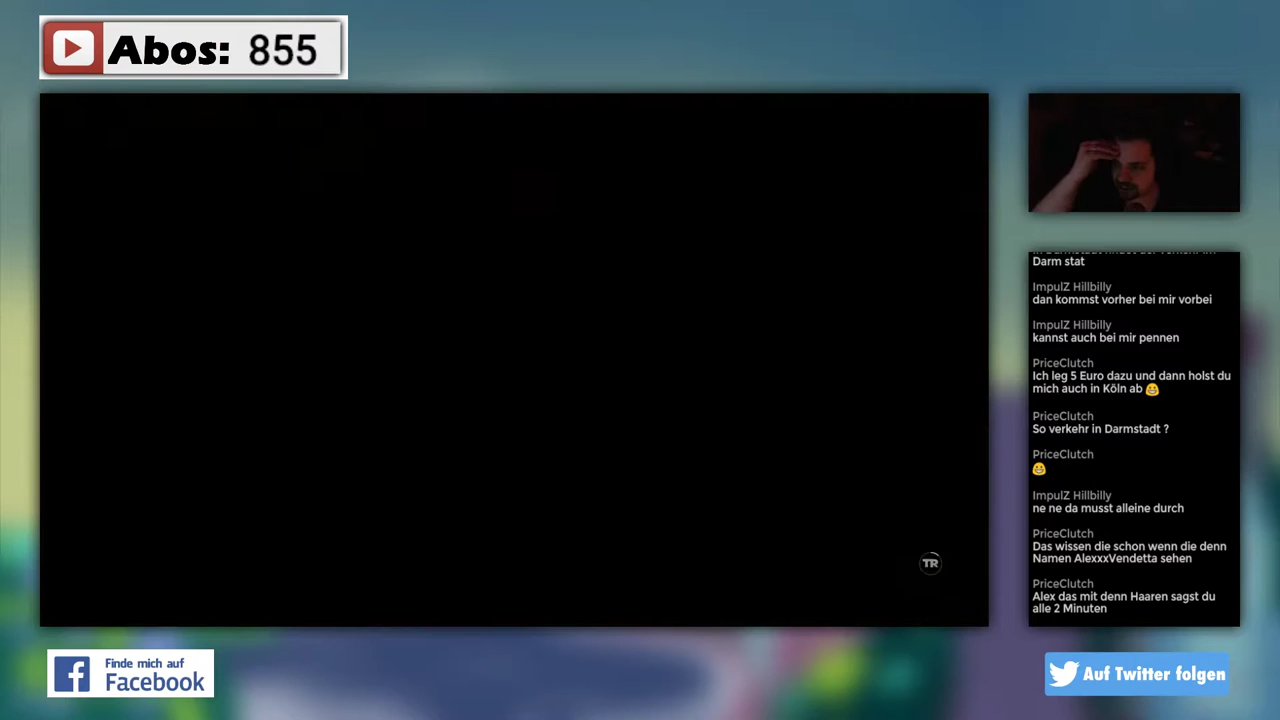 Abos: 855
Darm stat
ImpulZ Hillbilly
dan kommst vorher bei mir vorbei
ImpulZ Hillbilly
kannst auch bei mir pennen
PriceClutch
Ich leg 5 Euro dazu und dann holst du
mich auch in Köln ab 😀
PriceClutch
So verkehr in Darmstadt ?
PriceClutch
😀
ImpulZ Hillbilly
ne ne da musst alleine durch
PriceClutch
Das wissen die schon wenn die denn
Namen AlexxxVendetta sehen
PriceClutch
Alex das mit denn Haaren sagst du
alle 2 Minuten
TR
Finde mich auf
Facebook
Auf Twitter folgen